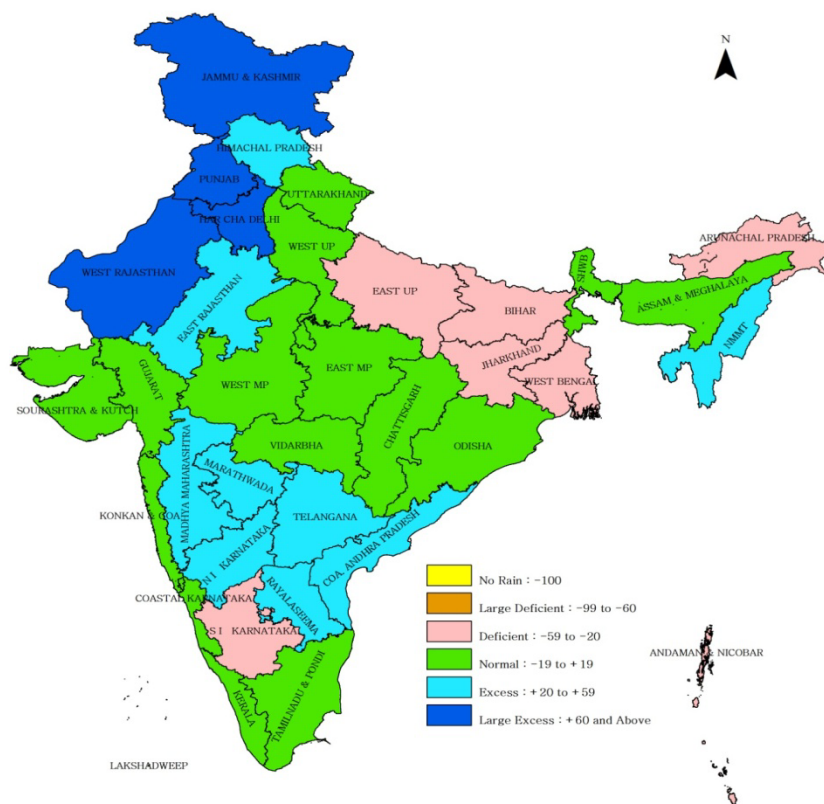 N
JAMMU & KASHMIR
HIMACHAL PRADESH
PUNJAB
UTTARAKHAND
HAR CHA DELHI
WEST UP
ARUNACHAL PRADESH
WEST RAJASTHAN
EAST RAJASTHAN
EAST UP
SHWB
ASSAM & MEGHALAYA
BIHAR
NMMT
JHARKHAND
GUJARAT
WEST MP
EAST MP
WEST BENGAL
SOURASHTRA & KUTCH
CHATTISGARH
VIDARBHA
ODISHA
MADHYA MAHARASHTRA
MARATHWADA
KONKAN & GOA
TELANGANA
COA. ANDHRA PRADESH
N I KARNATAKA
COASTAL KARNATAKA
RAYALASEEMA
S I KARNATAKA
No Rain : -100
Large Deficient : -99 to -60
Deficient : -59 to -20
Normal : -19 to +19
Excess : +20 to +59
Large Excess : +60 and Above
ANDAMAN & NICOBAR
KERALA
TAMILNADU & PONDI
LAKSHADWEEP